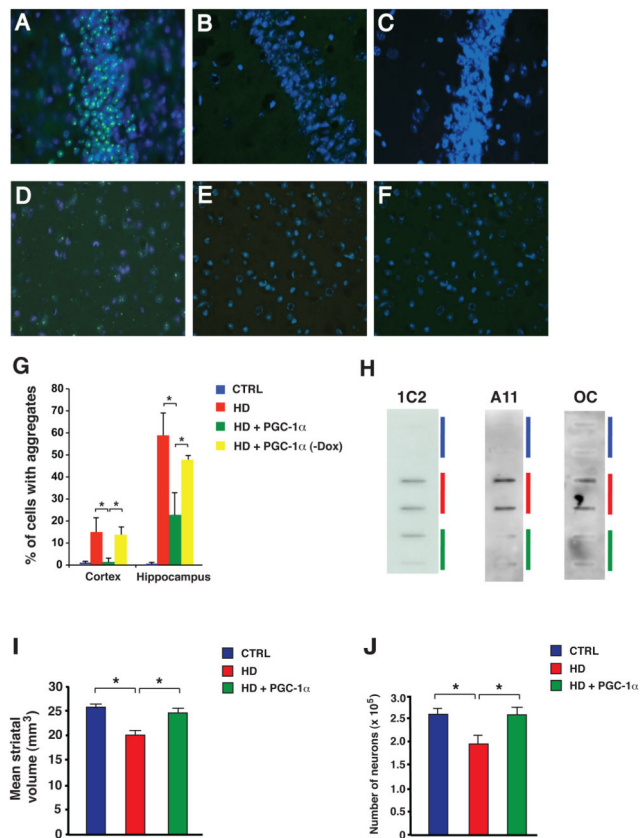 A
B
C
D
E
F
G
% of cells with aggregates
80
70
60
50
40
30
20
10
0
Cortex
Hippocampus
*
*
*
*
CTRL
HD
HD + PGC-1α
HD + PGC-1α (-Dox)
H
1C2
A11
OC
I
Mean striatal
volume (mm³)
30
25
20
15
10
5
0
*
*
CTRL
HD
HD + PGC-1α
J
Number of neurons (x 10⁵)
3.0
2.5
2.0
1.5
1.0
0.5
0
*
*
CTRL
HD
HD + PGC-1α